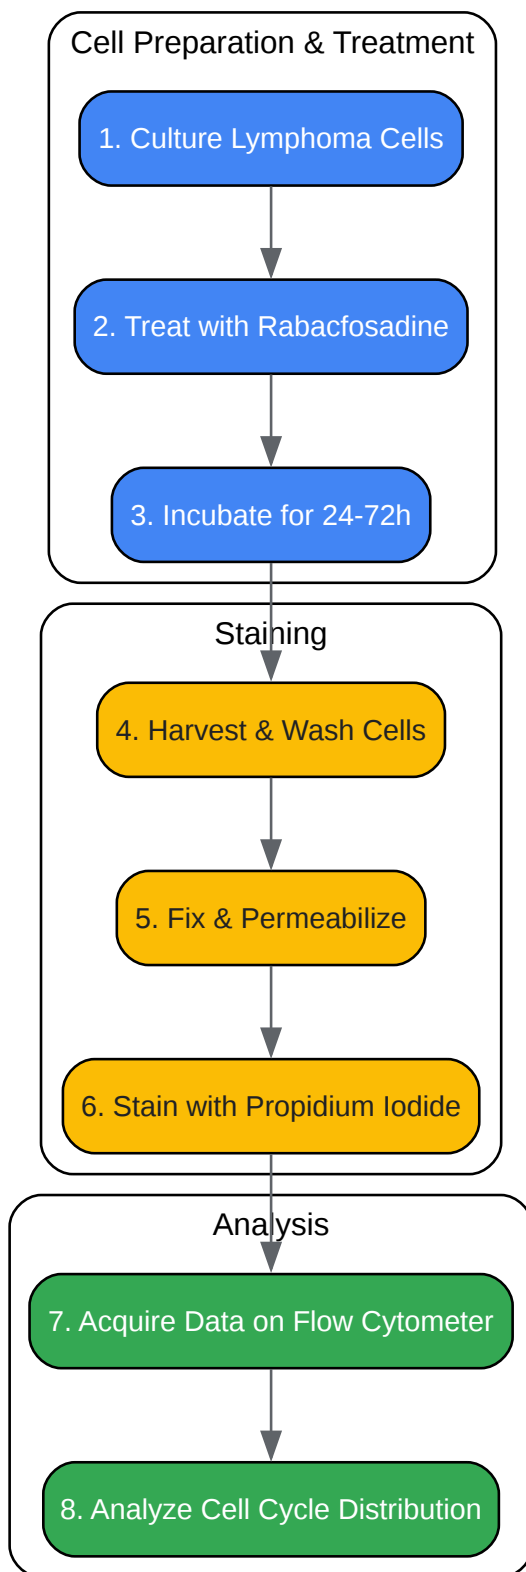 Cell Preparation & Treatment
1. Culture Lymphoma Cells
2. Treat with Rabacfosadine
3. Incubate for 24-72h
Staining
4. Harvest & Wash Cells
5. Fix & Permeabilize
6. Stain with Propidium Iodide
Analysis
7. Acquire Data on Flow Cytometer
8. Analyze Cell Cycle Distribution